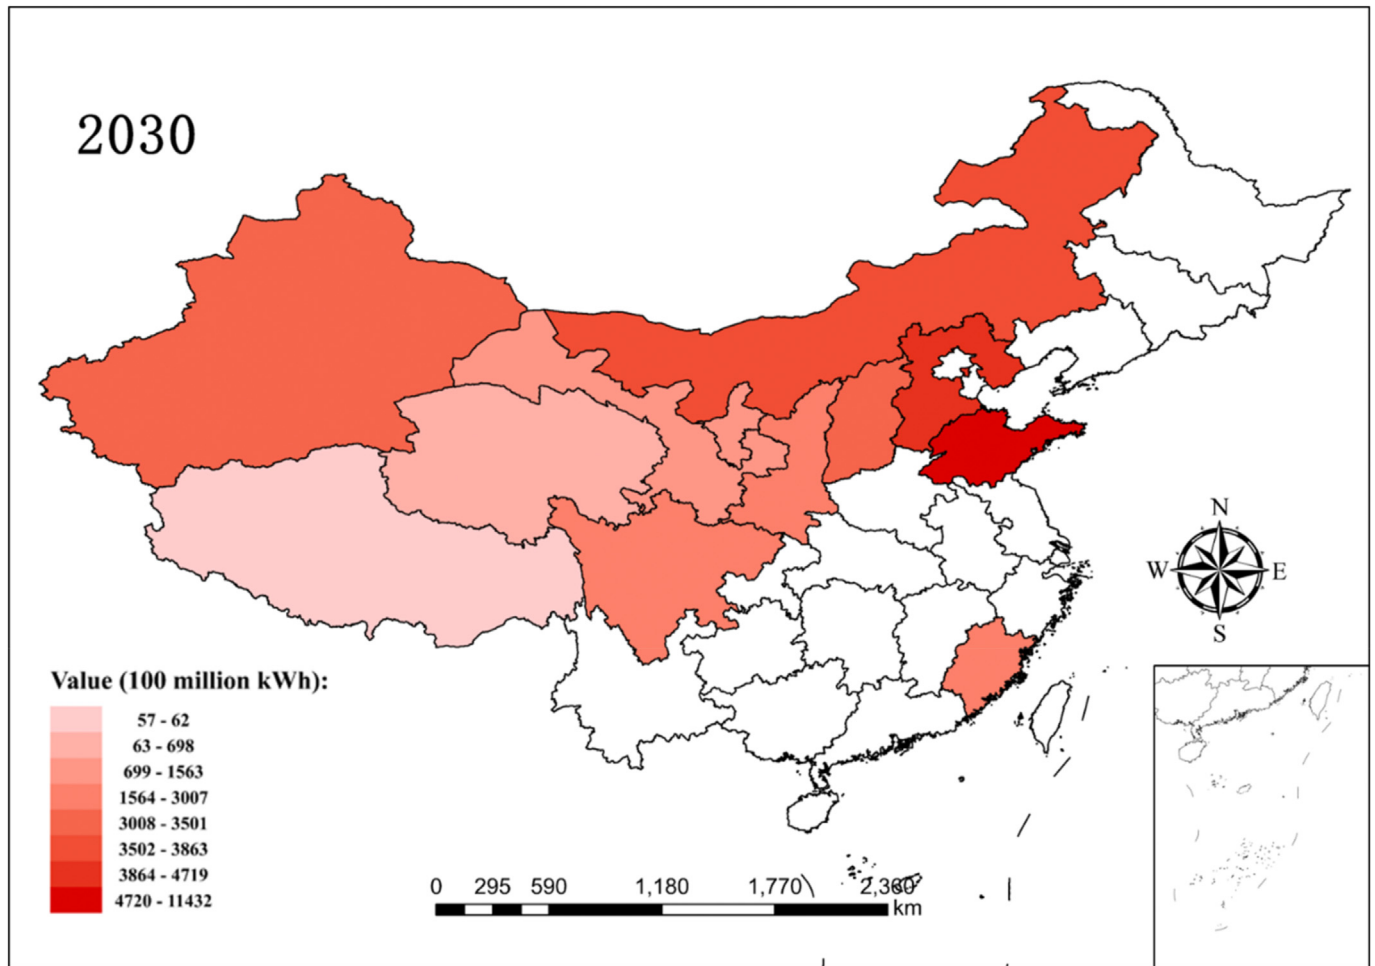 2030
N
W
E
S
Value (100 million kWh):
57 - 62
63 - 698
699 - 1563
1564 - 3007
3008 - 3501
3502 - 3863
3864 - 4719
4720 - 11432
0 295 590 1,180 1,770 2,360
km